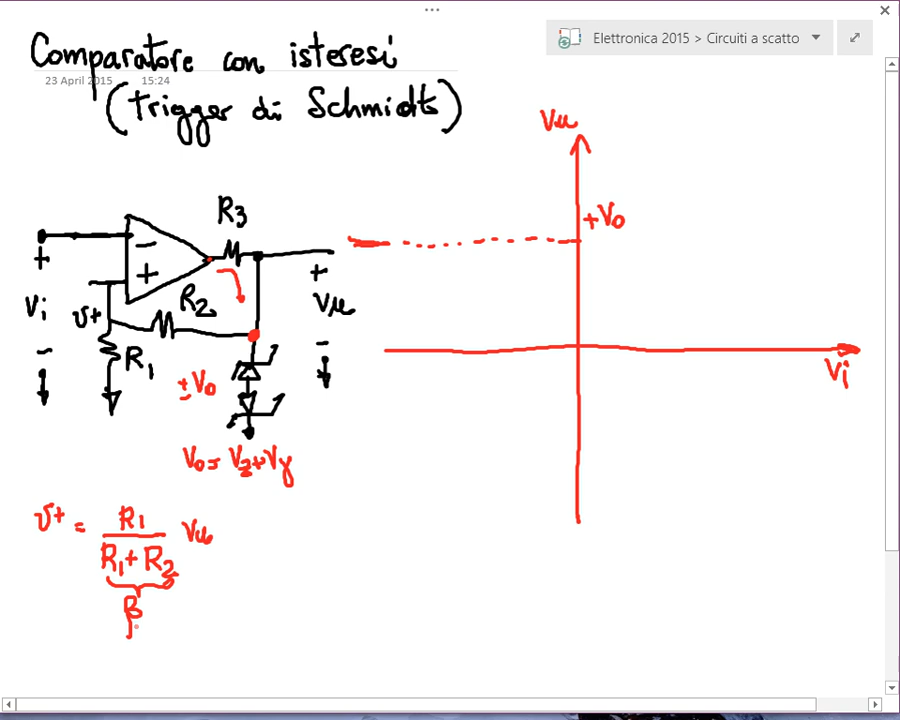 Elettronica 2015 > Circuiti a scatto
Comparatore con isteresi
23 April 2015 15:24
(trigger di Schmidts)
Vu
+V0
R3
−
+
+
Vi
−
v+
R2
+
Vu
−
R1
±V0
V0 = Vz + Vγ
Vi
v+ = R1 / (R1 + R2) Vu
β